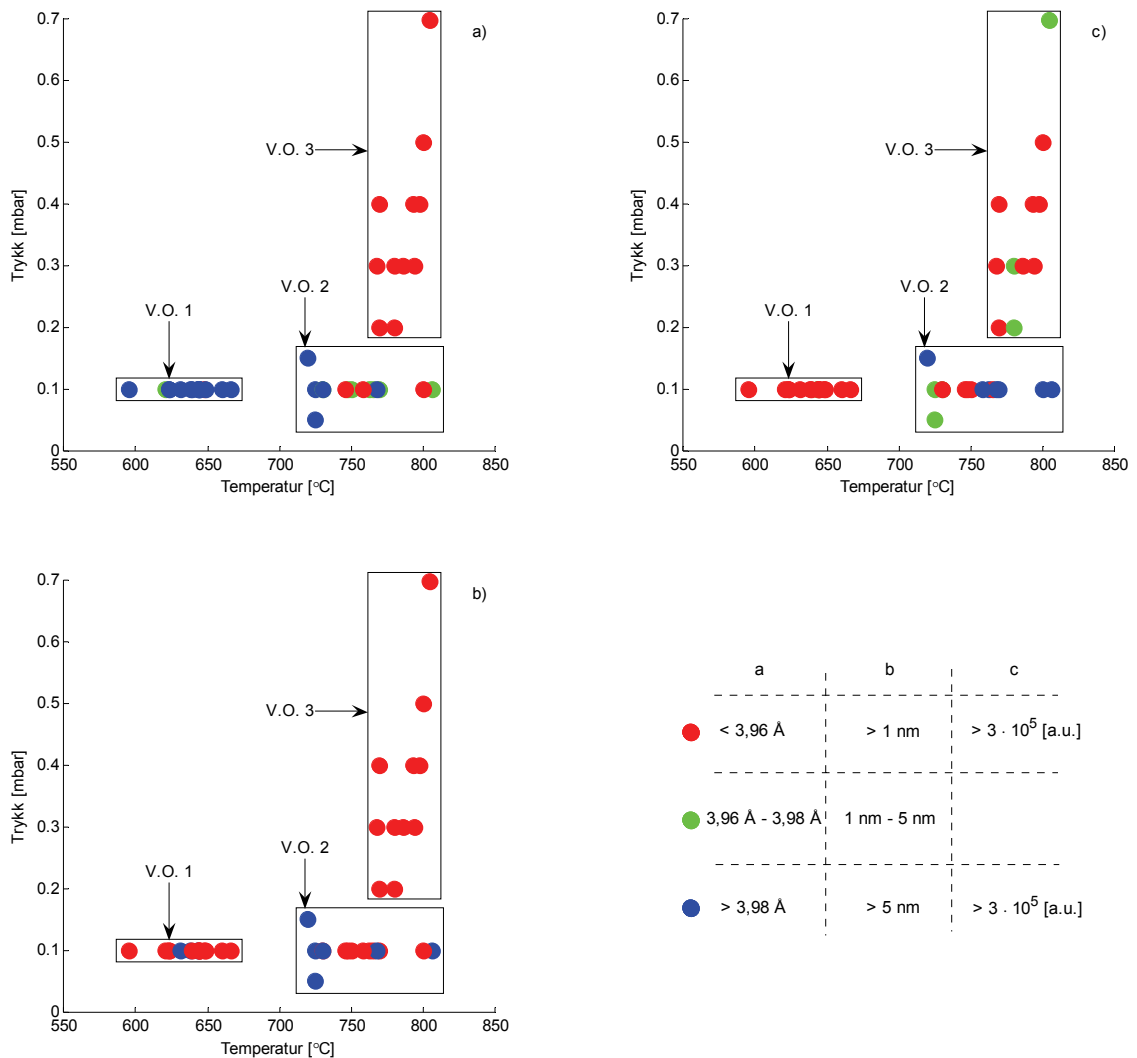 a)
0.7
0.6
0.5
0.4
0.3
0.2
0.1
0
Trykk [mbar]
V.O. 3
V.O. 2
V.O. 1
550 600 650 700 750 800 850
Temperatur [°C]
c)
0.7
0.6
0.5
0.4
0.3
0.2
0.1
0
Trykk [mbar]
V.O. 3
V.O. 2
V.O. 1
550 600 650 700 750 800 850
Temperatur [°C]
b)
0.7
0.6
0.5
0.4
0.3
0.2
0.1
0
Trykk [mbar]
V.O. 3
V.O. 2
V.O. 1
550 600 650 700 750 800 850
Temperatur [°C]
a b c
< 3,96 Å > 1 nm > 3 · 10⁵ [a.u.]
3,96 Å - 3,98 Å 1 nm - 5 nm
> 3,98 Å > 5 nm > 3 · 10⁵ [a.u.]